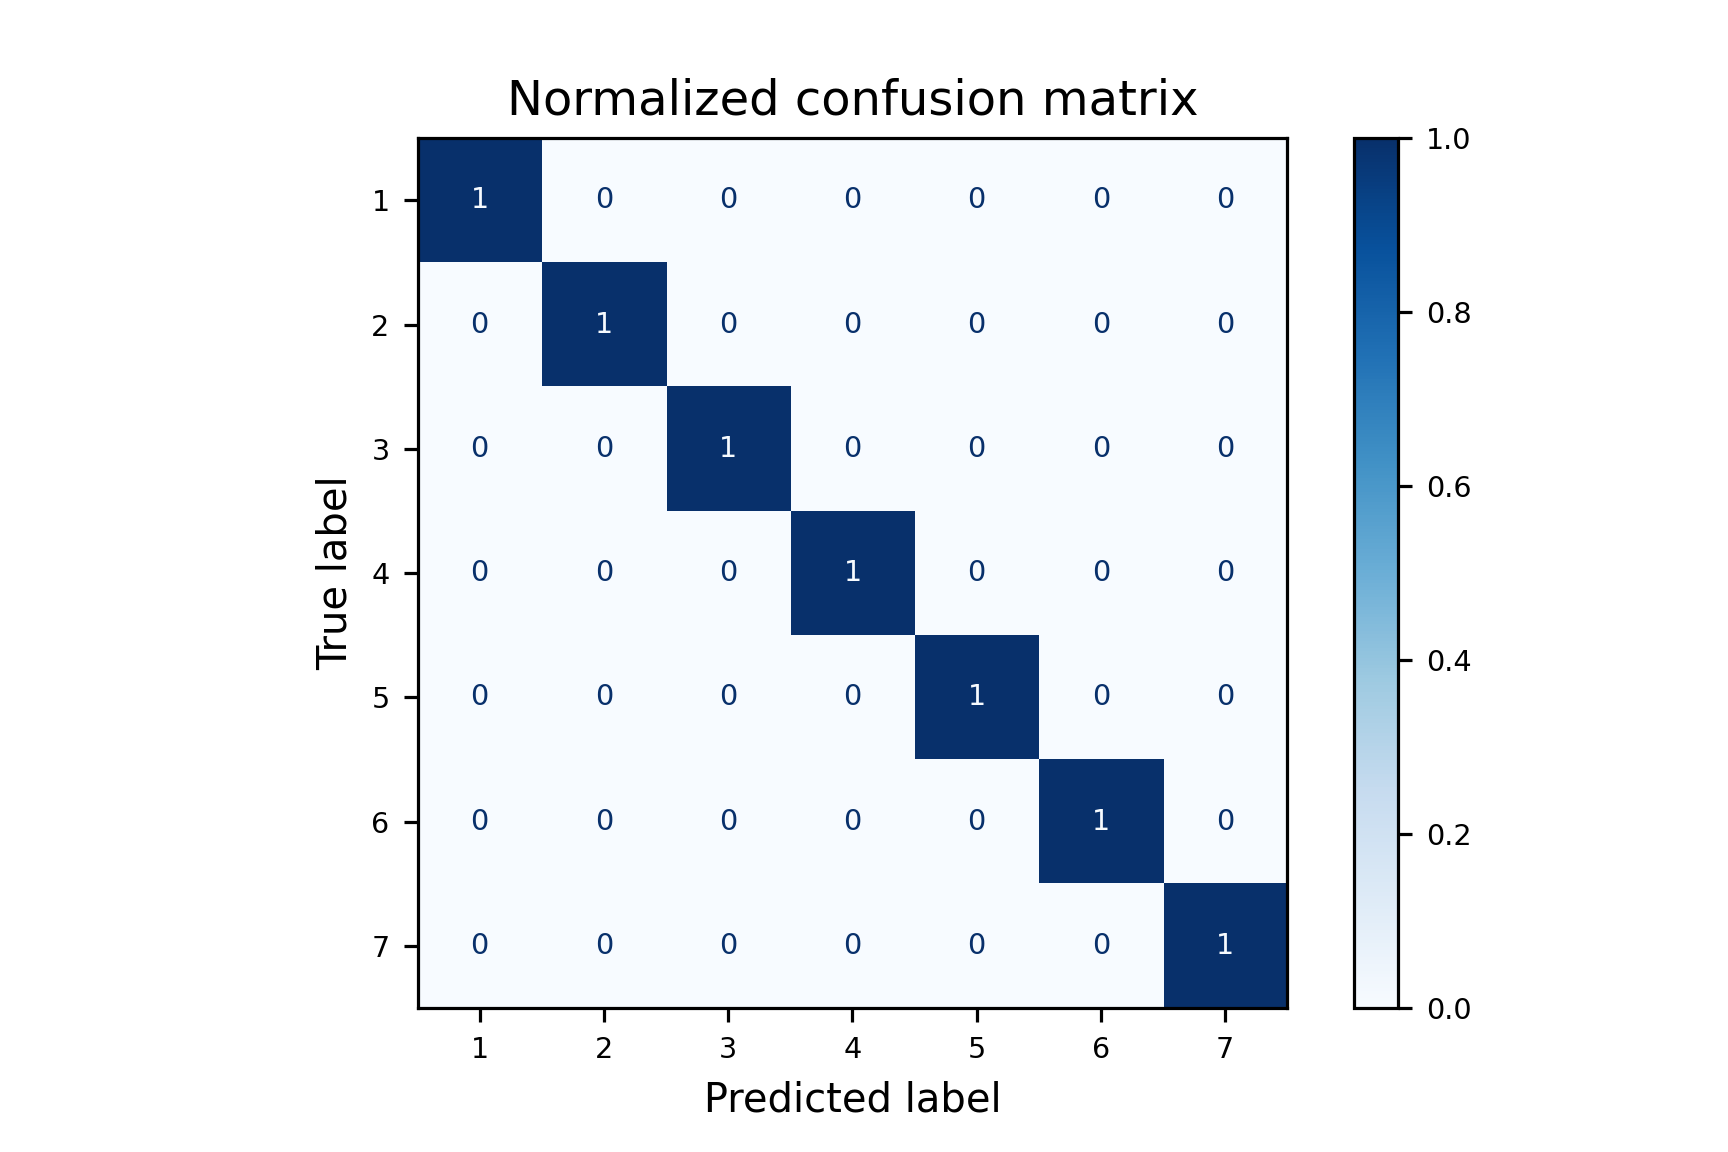 Normalized confusion matrix
1 1 0 0 0 0 0 0 1.0
2 0 1 0 0 0 0 0 0.8
3 0 0 1 0 0 0 0 0.6
True label
4 0 0 0 1 0 0 0
5 0 0 0 0 1 0 0 0.4
6 0 0 0 0 0 1 0 0.2
7 0 0 0 0 0 0 1 0.0
1 2 3 4 5 6 7
Predicted label